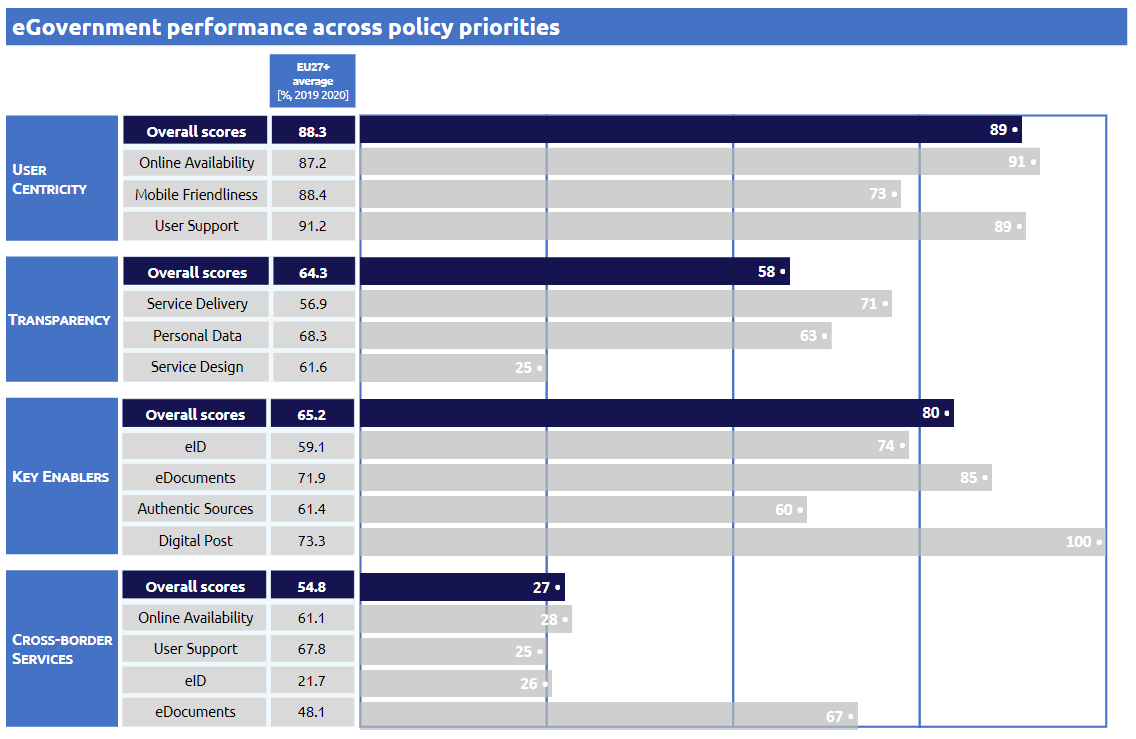 eGovernment performance across policy priorities
EU27+
average
[%, 2019 2020]
USER
CENTRICITY
Overall scores 88.3 89
Online Availability 87.2 91
Mobile Friendliness 88.4 73
User Support 91.2 89
TRANSPARENCY
Overall scores 64.3 58
Service Delivery 56.9 71
Personal Data 68.3 63
Service Design 61.6 25
KEY ENABLERS
Overall scores 65.2 80
eID 59.1 74
eDocuments 71.9 85
Authentic Sources 61.4 60
Digital Post 73.3 100
CROSS-BORDER
SERVICES
Overall scores 54.8 27
Online Availability 61.1 28
User Support 67.8 25
eID 21.7 26
eDocuments 48.1 67